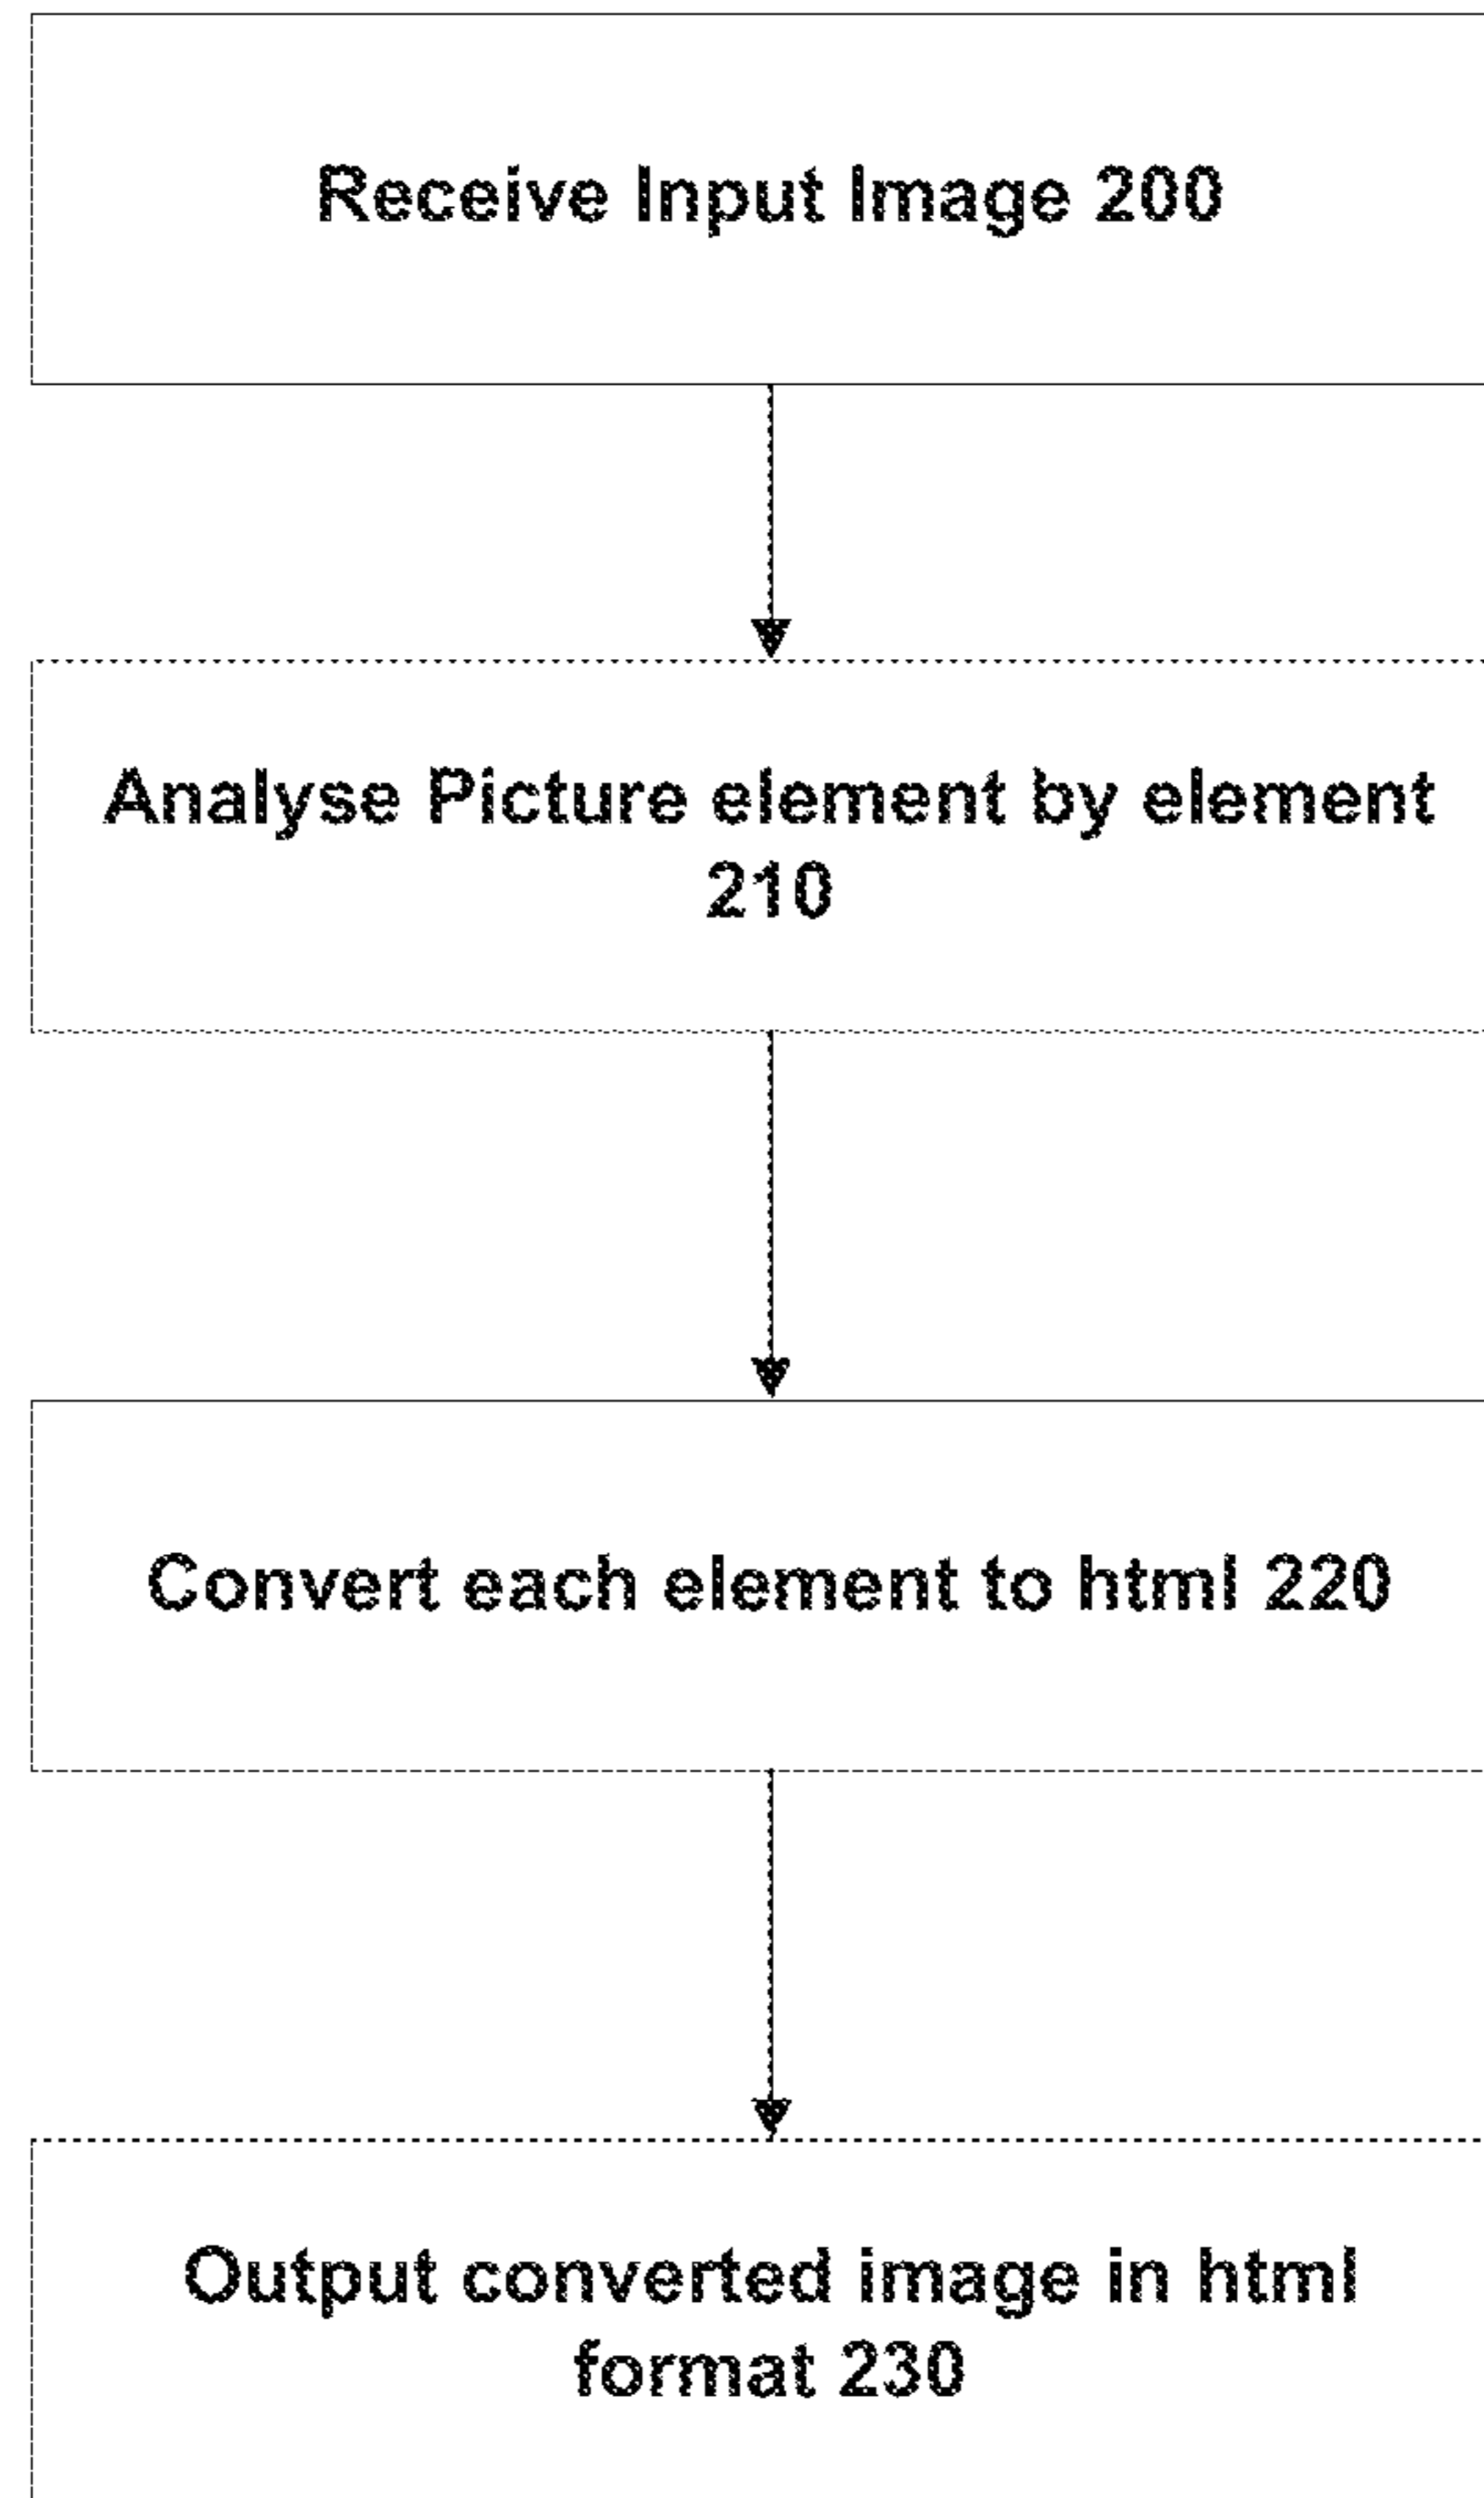 Receive Input Image 200
Analyse Picture element by element
210
Convert each element to html 220
Output converted image in html
format 230